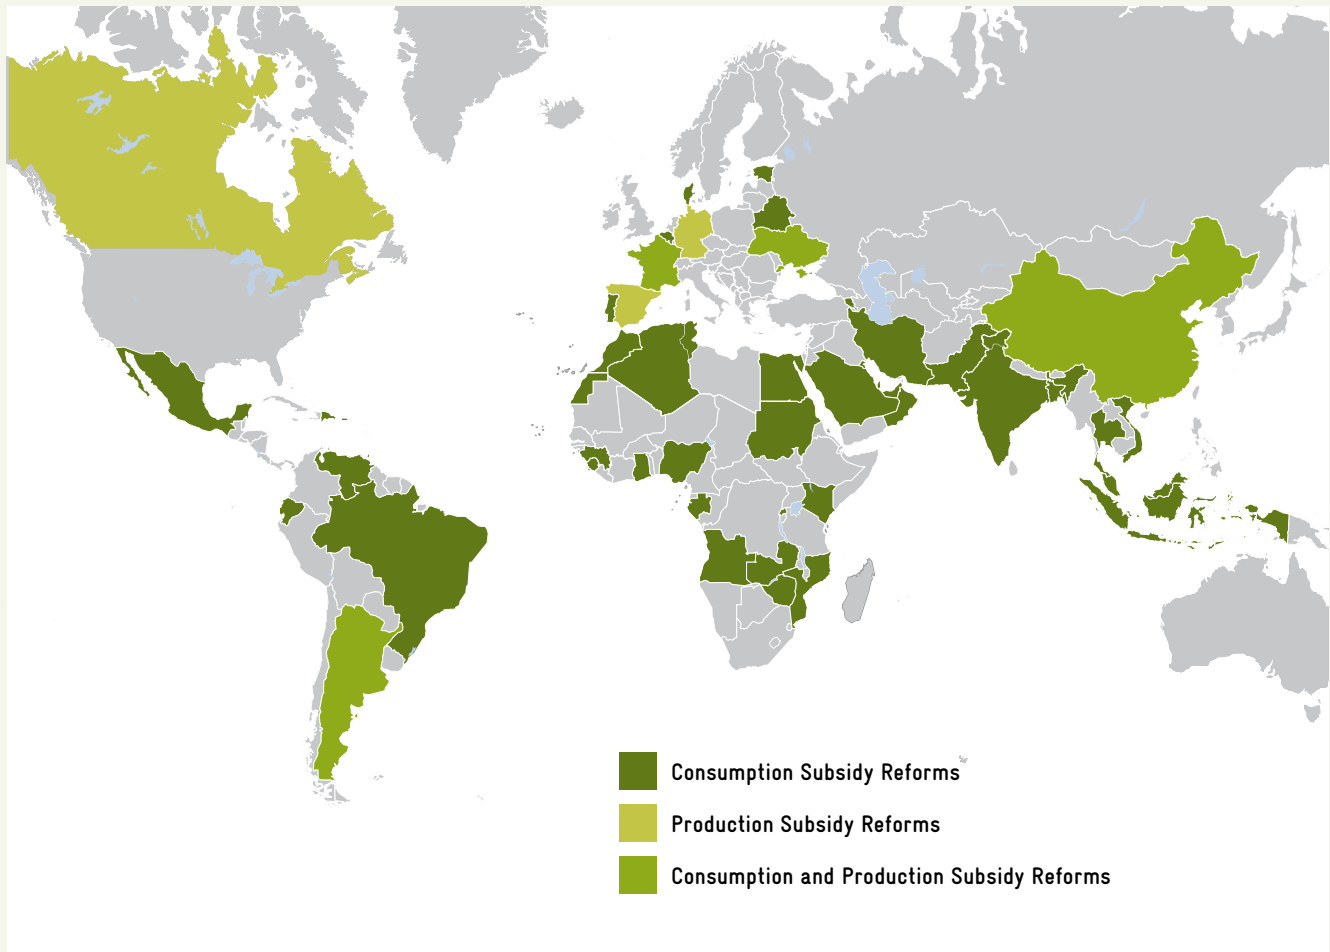 Consumption Subsidy Reforms
Production Subsidy Reforms
Consumption and Production Subsidy Reforms